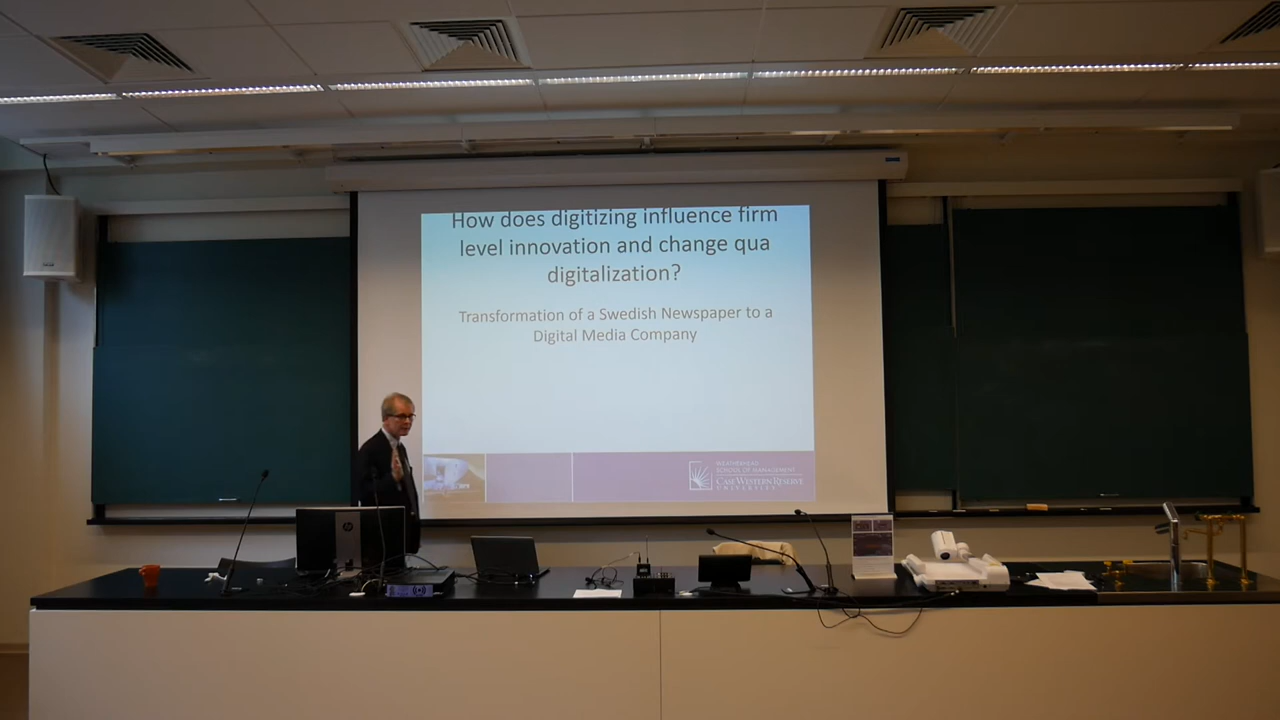 How does digitizing influence firm
level innovation and change qua
digitalization?
Transformation of a Swedish Newspaper to a
Digital Media Company
WEATHERHEAD
SCHOOL OF MANAGEMENT
CASE WESTERN RESERVE
UNIVERSITY
hp